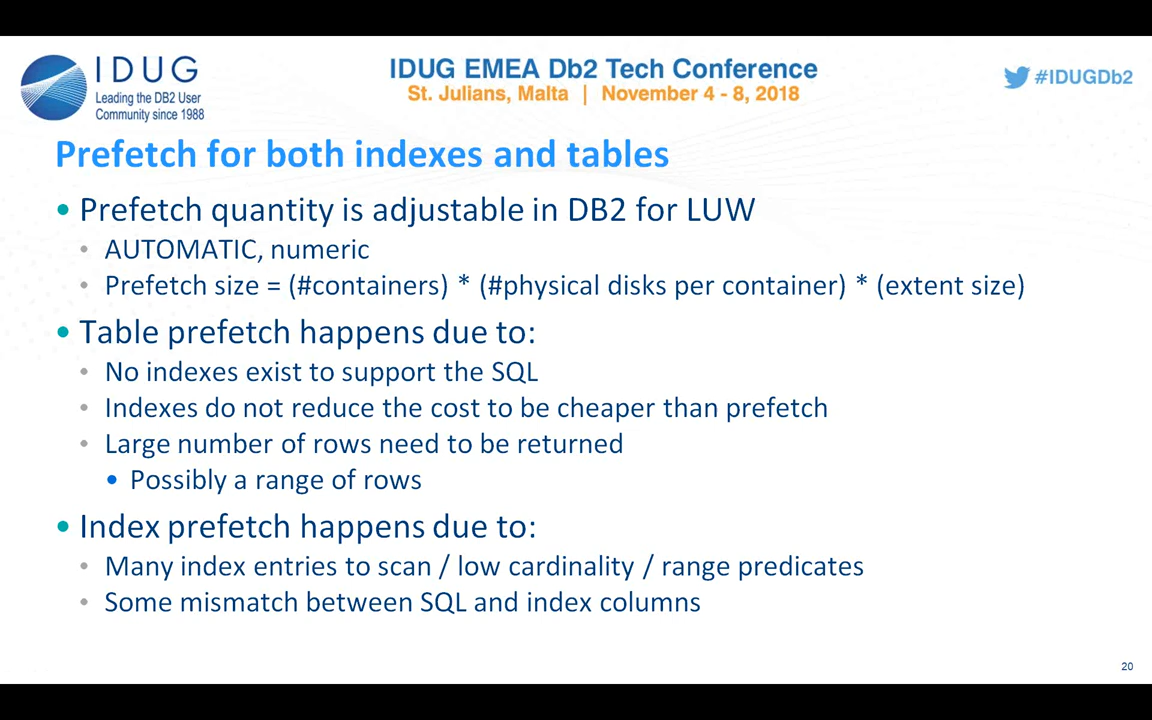 IDUG
Leading the DB2 User
Community since 1988
IDUG EMEA Db2 Tech Conference
St. Julians, Malta | November 4 - 8, 2018
#IDUGDb2
Prefetch for both indexes and tables
• Prefetch quantity is adjustable in DB2 for LUW
• AUTOMATIC, numeric
• Prefetch size = (#containers) * (#physical disks per container) * (extent size)
• Table prefetch happens due to:
• No indexes exist to support the SQL
• Indexes do not reduce the cost to be cheaper than prefetch
• Large number of rows need to be returned
• Possibly a range of rows
• Index prefetch happens due to:
• Many index entries to scan / low cardinality / range predicates
• Some mismatch between SQL and index columns
20